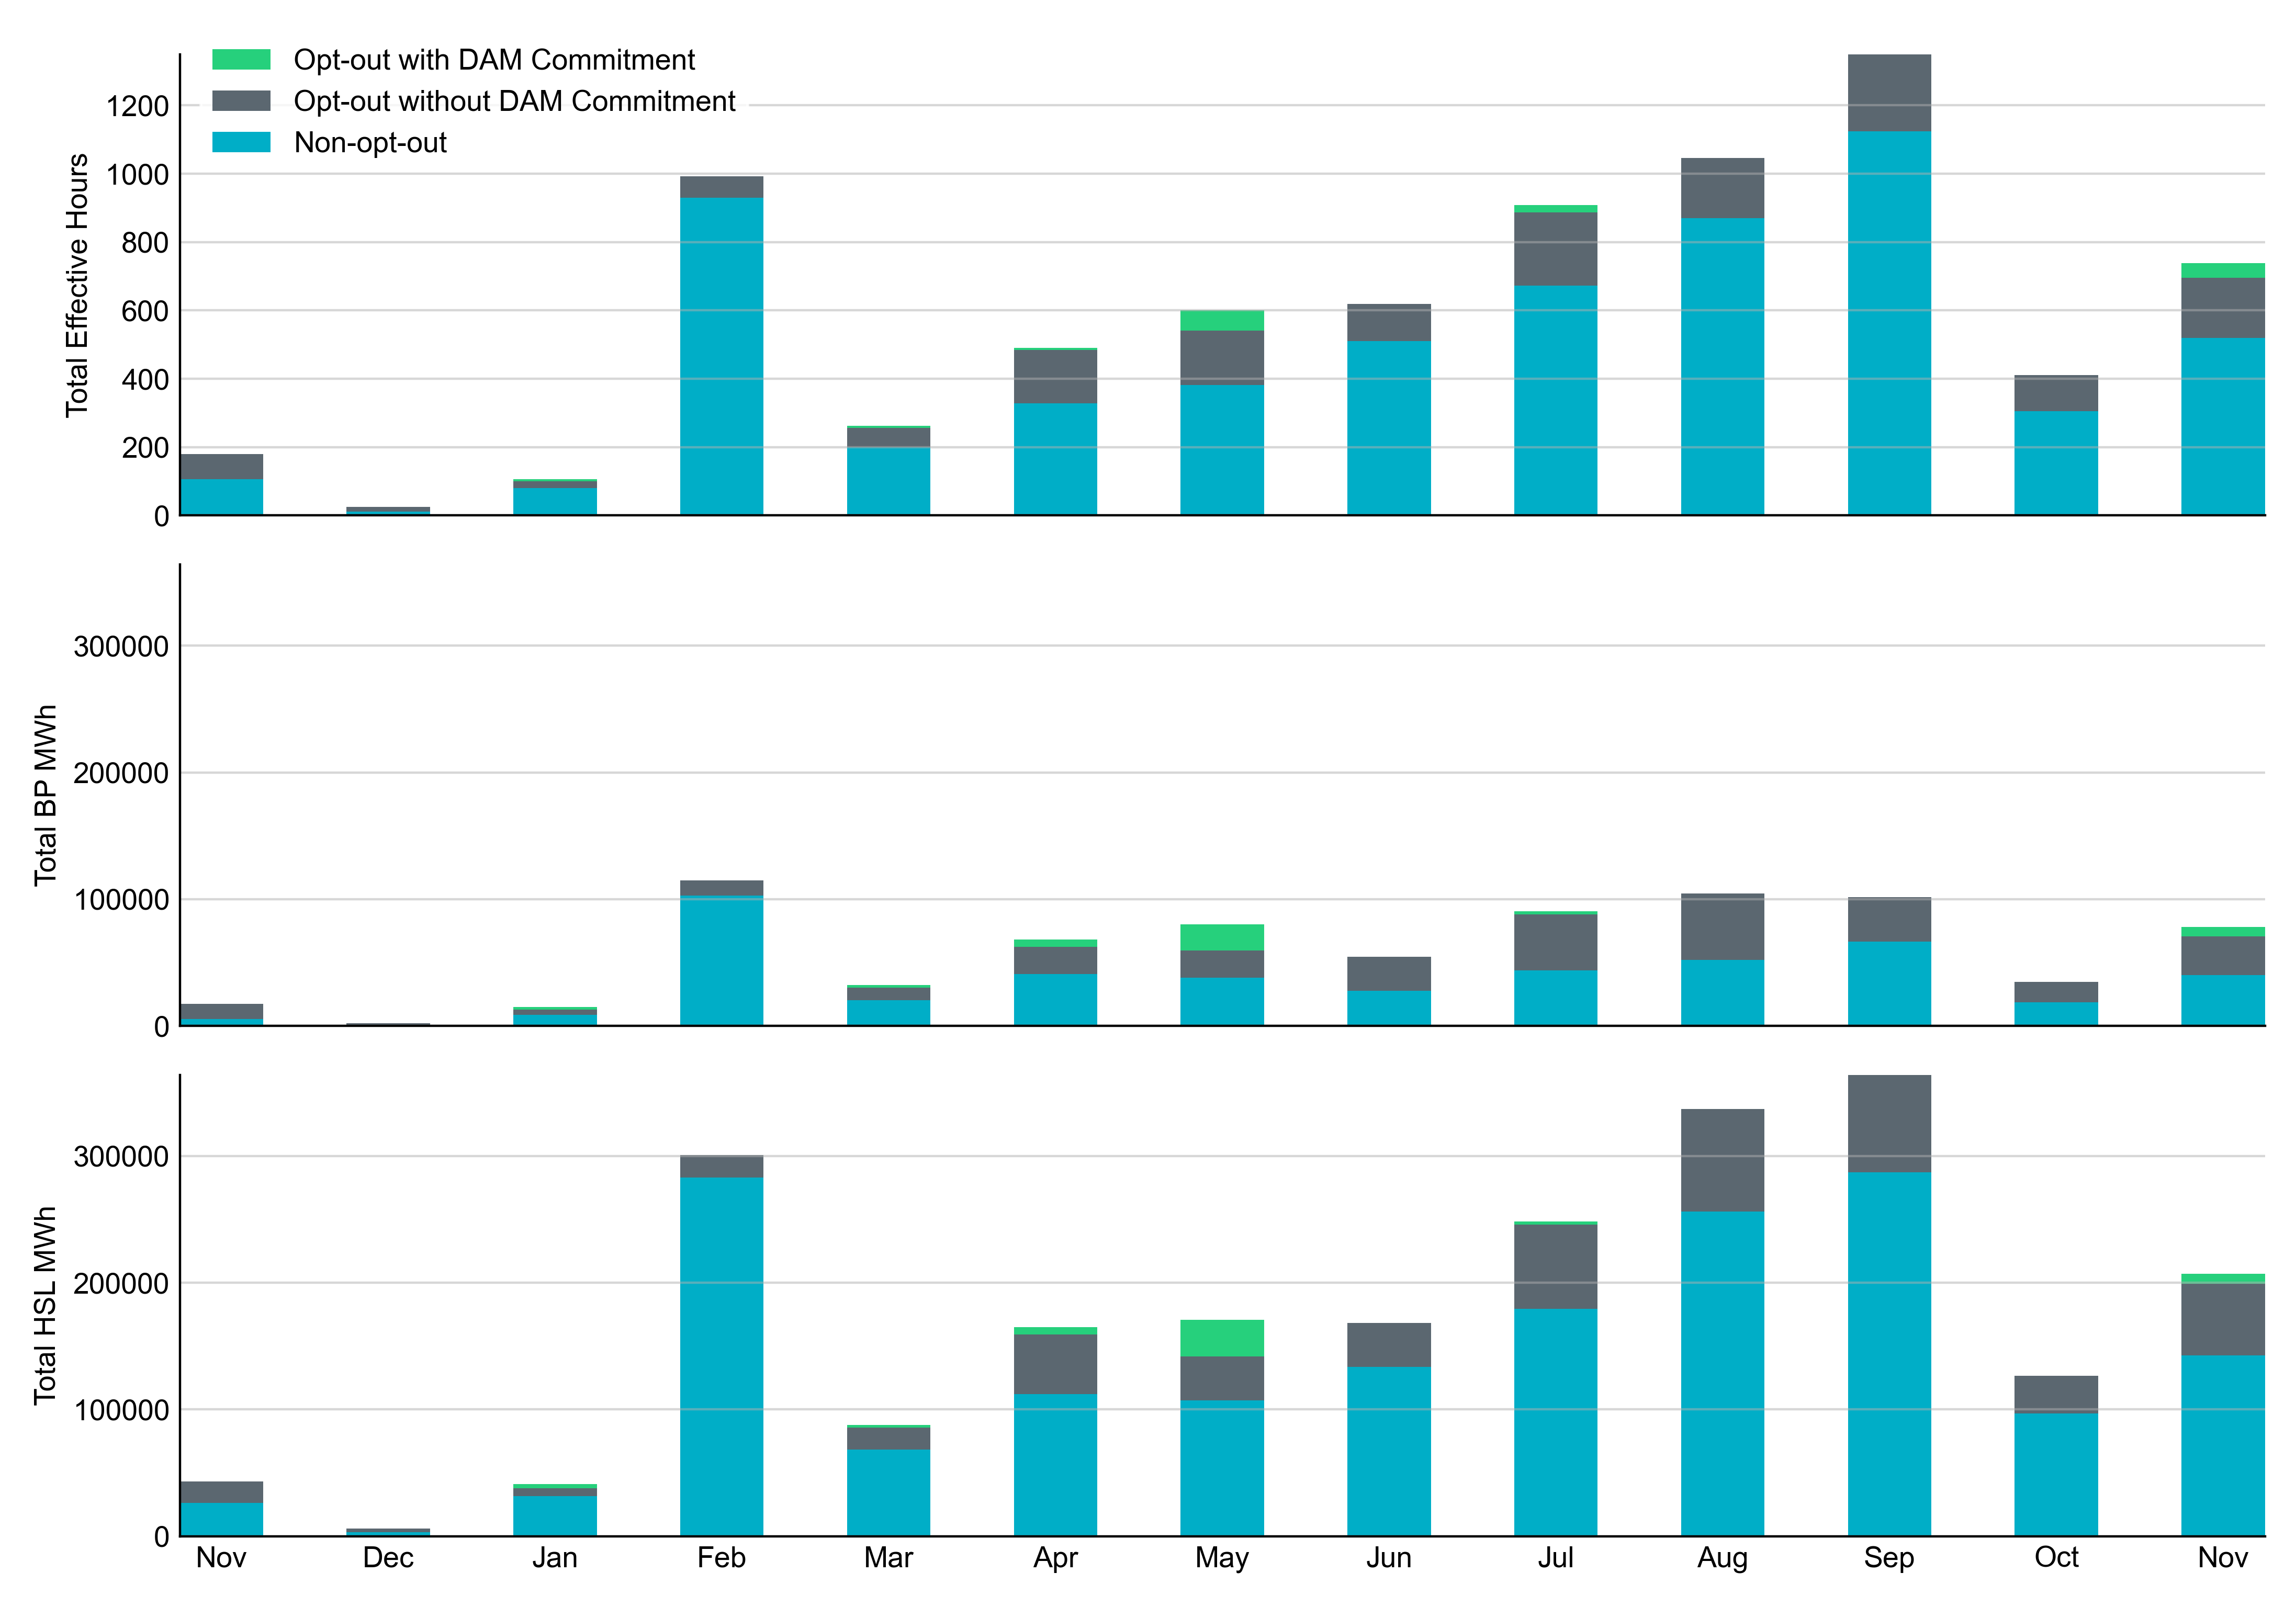 Opt-out with DAM Commitment
Opt-out without DAM Commitment
Non-opt-out
Total Effective Hours
1200
1000
800
600
400
200
0
Total BP MWh
300000
200000
100000
0
Total HSL MWh
300000
200000
100000
0
Nov Dec Jan Feb Mar Apr May Jun Jul Aug Sep Oct Nov